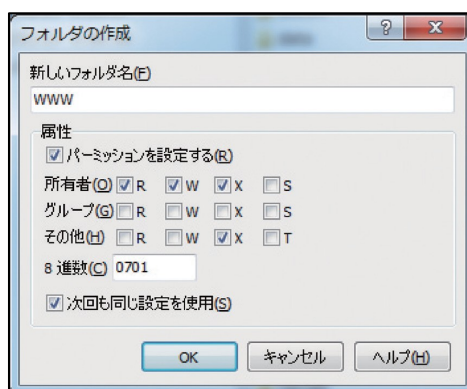 フォルダの作成
新しいフォルダ名(F)
WWW
属性
パーミッションを設定する(R)
所有者(O) R W X S
グループ(G) R W X S
その他(H) R W X T
8 進数(C) 0701
次回も同じ設定を使用(S)
OK キャンセル ヘルプ(H)